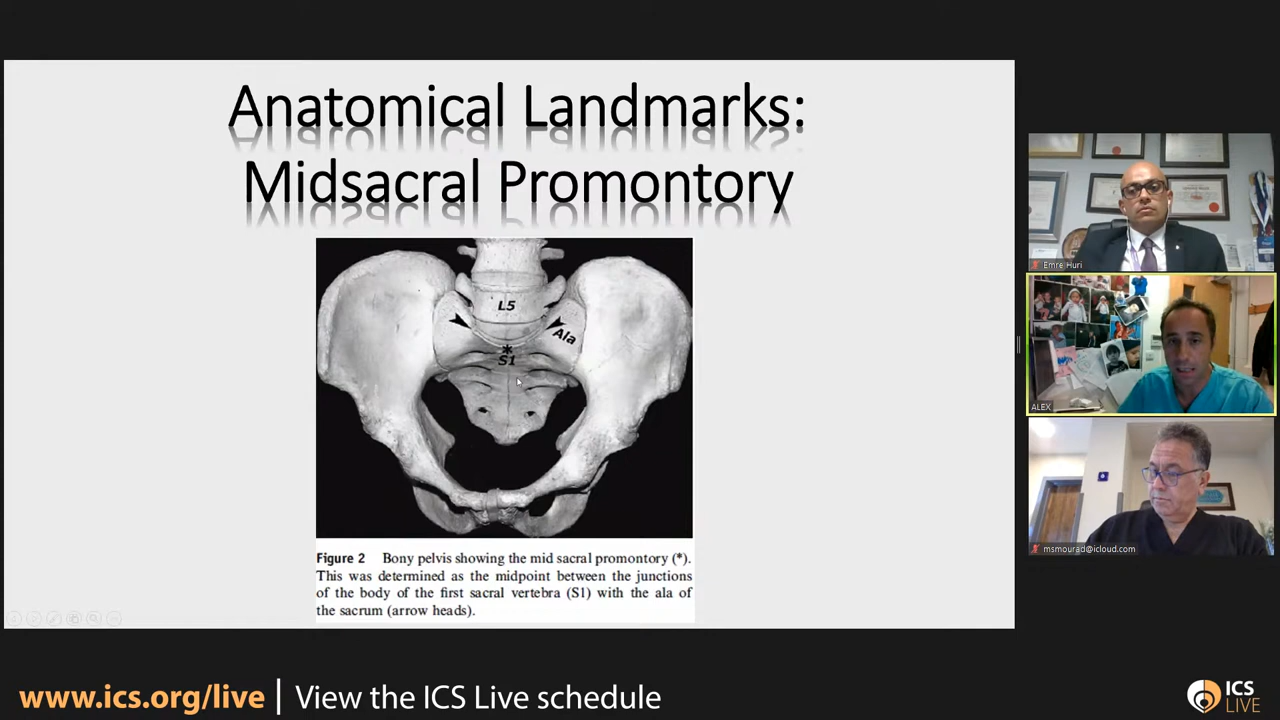 Anatomical Landmarks:
Midsacral Promontory
L5
Ala
*
S1
Figure 2 Bony pelvis showing the mid sacral promontory (*).
This was determined as the midpoint between the junctions
of the body of the first sacral vertebra (S1) with the ala of
the sacrum (arrow heads).
Emre Huri
ALEX
msmourad@icloud.com
www.ics.org/live | View the ICS Live schedule
ICS
LIVE